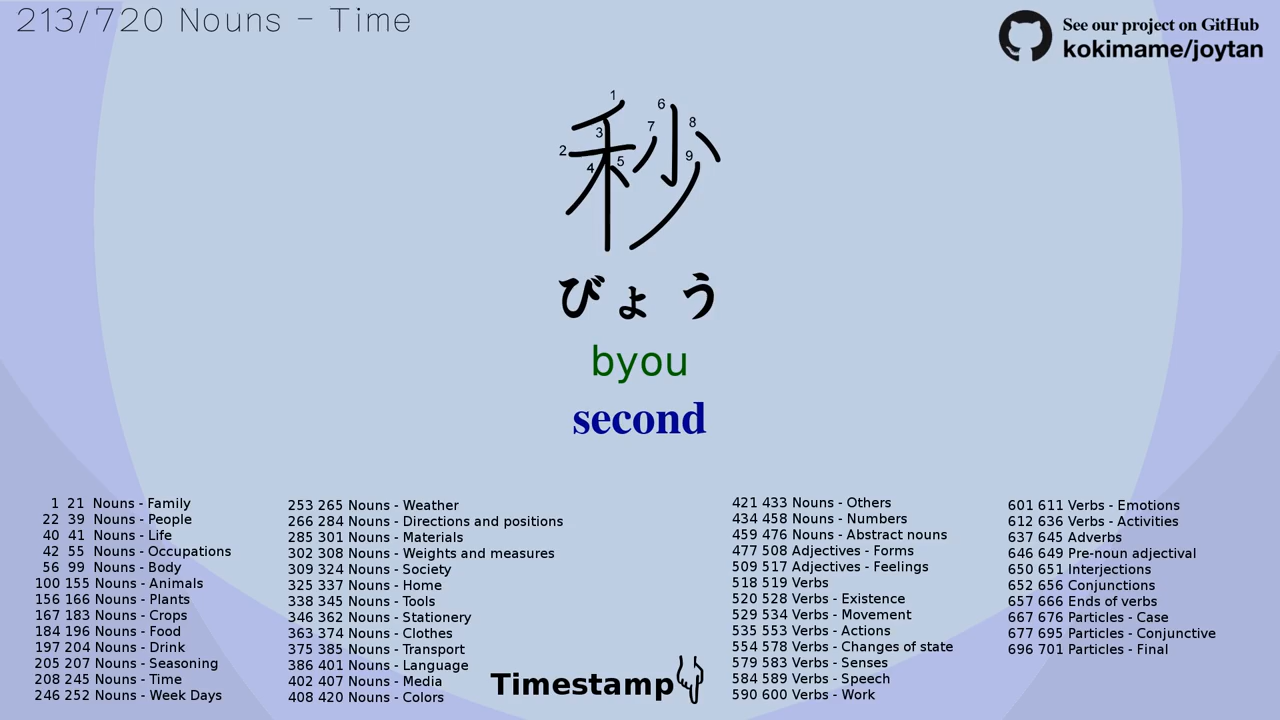 213/720 Nouns - Time
See our project on GitHub
kokimame/joytan
秒
1
2
3
4
5
6
7
8
9
びょう
byou
second
1 21 Nouns - Family
22 39 Nouns - People
40 41 Nouns - Life
42 55 Nouns - Occupations
56 99 Nouns - Body
100 155 Nouns - Animals
156 166 Nouns - Plants
167 183 Nouns - Crops
184 196 Nouns - Food
197 204 Nouns - Drink
205 207 Nouns - Seasoning
208 245 Nouns - Time
246 252 Nouns - Week Days
253 265 Nouns - Weather
266 284 Nouns - Directions and positions
285 301 Nouns - Materials
302 308 Nouns - Weights and measures
309 324 Nouns - Society
325 337 Nouns - Home
338 345 Nouns - Tools
346 362 Nouns - Stationery
363 374 Nouns - Clothes
375 385 Nouns - Transport
386 401 Nouns - Language
402 407 Nouns - Media
408 420 Nouns - Colors
Timestamp
421 433 Nouns - Others
434 458 Nouns - Numbers
459 476 Nouns - Abstract nouns
477 508 Adjectives - Forms
509 517 Adjectives - Feelings
518 519 Verbs
520 528 Verbs - Existence
529 534 Verbs - Movement
535 553 Verbs - Actions
554 578 Verbs - Changes of state
579 583 Verbs - Senses
584 589 Verbs - Speech
590 600 Verbs - Work
601 611 Verbs - Emotions
612 636 Verbs - Activities
637 645 Adverbs
646 649 Pre-noun adjectival
650 651 Interjections
652 656 Conjunctions
657 666 Ends of verbs
667 676 Particles - Case
677 695 Particles - Conjunctive
696 701 Particles - Final